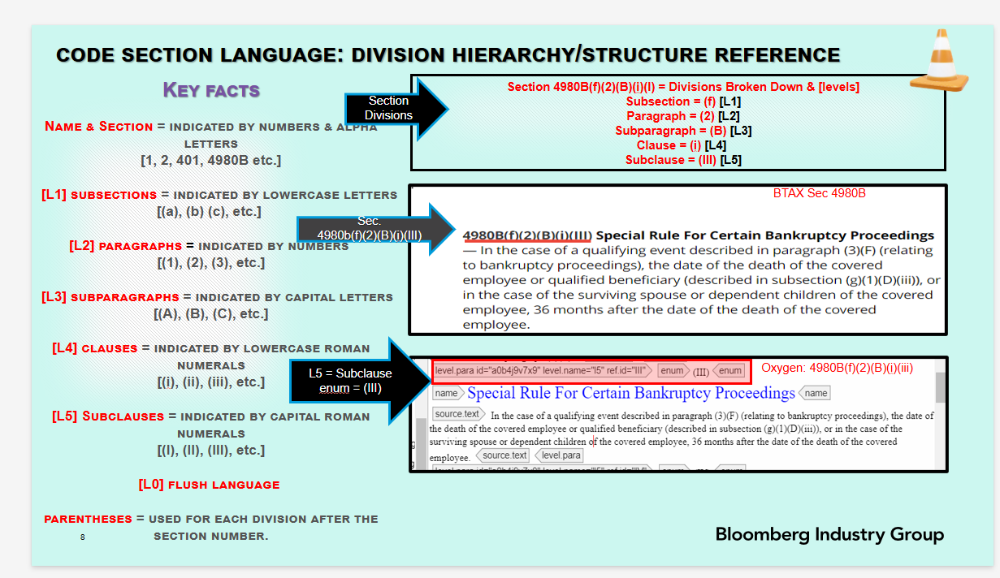 CODE SECTION LANGUAGE: DIVISION HIERARCHY/STRUCTURE REFERENCE
KEY FACTS
NAME & SECTION = INDICATED BY NUMBERS & ALPHA
LETTERS
[1, 2, 401, 4980B etc.]
[L1] SUBSECTIONS = INDICATED BY LOWERCASE LETTERS
[(a), (b) (c), etc.]
[L2] PARAGRAPHS = INDICATED BY NUMBERS
[(1), (2), (3), etc.]
[L3] SUBPARAGRAPHS = INDICATED BY CAPITAL LETTERS
[(A), (B), (C), etc.]
[L4] CLAUSES = INDICATED BY LOWERCASE ROMAN
NUMERALS
[(i), (ii), (iii), etc.]
[L5] SUBCLAUSES = INDICATED BY CAPITAL ROMAN
NUMERALS
[(I), (II), (III), etc.]
[L0] FLUSH LANGUAGE
PARENTHESES = USED FOR EACH DIVISION AFTER THE
SECTION NUMBER.
8
Section
Divisions
Section 4980B(f)(2)(B)(i)(I) = Divisions Broken Down & [levels]
Subsection = (f) [L1]
Paragraph = (2) [L2]
Subparagraph = (B) [L3]
Clause = (i) [L4]
Subclause = (III) [L5]
Sec.
4980b(f)(2)(B)(i)(III)
BTAX Sec 4980B
4980B(f)(2)(B)(i)(III) Special Rule For Certain Bankruptcy Proceedings
— In the case of a qualifying event described in paragraph (3)(F) (relating
to bankruptcy proceedings), the date of the death of the covered
employee or qualified beneficiary (described in subsection (g)(1)(D)(iii)), or
in the case of the surviving spouse or dependent children of the covered
employee, 36 months after the date of the death of the covered
employee.
L5 = Subclause
enum = (III)
level.para id="a0b4j9v7x9" level.name="l5" ref.id="III" enum (III) enum
Oxygen: 4980B(f)(2)(B)(i)(iii)
name Special Rule For Certain Bankruptcy Proceedings name
source.text In the case of a qualifying event described in paragraph (3)(F) (relating to bankruptcy proceedings), the date of
the death of the covered employee or qualified beneficiary (described in subsection (g)(1)(D)(iii)), or in the case of the
surviving spouse or dependent children of the covered employee, 36 months after the date of the death of the covered
employee. source.text level.para
Bloomberg Industry Group